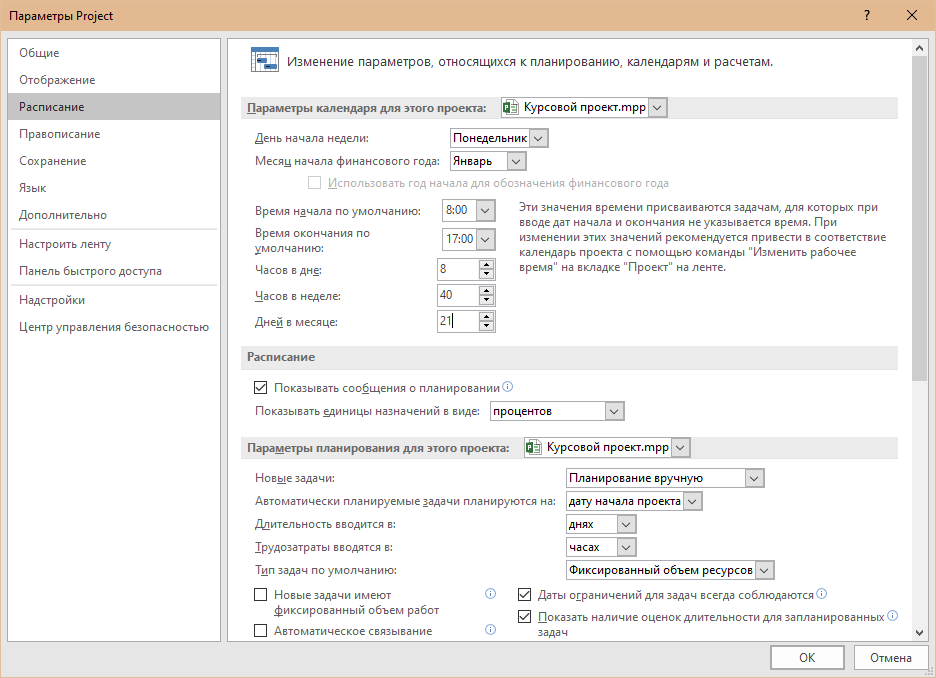 Параметры Project
?
Общие
Отображение
Расписание
Правописание
Сохранение
Язык
Дополнительно
Настроить ленту
Панель быстрого доступа
Надстройки
Центр управления безопасностью
Изменение параметров, относящихся к планированию, календарям и расчетам.
Параметры календаря для этого проекта: Курсовой проект.mpp
День начала недели: Понедельник
Месяц начала финансового года: Январь
Использовать год начала для обозначения финансового года
Время начала по умолчанию: 8:00
Время окончания по
умолчанию: 17:00
Часов в дне: 8
Часов в неделе: 40
Дней в месяце: 21
Эти значения времени присваиваются задачам, для которых при
вводе дат начала и окончания не указывается время. При
изменении этих значений рекомендуется привести в соответствие
календарь проекта с помощью команды "Изменить рабочее
время" на вкладке "Проект" на ленте.
Расписание
Показывать сообщения о планировании
Показывать единицы назначений в виде: процентов
Параметры планирования для этого проекта: Курсовой проект.mpp
Новые задачи: Планирование вручную
Автоматически планируемые задачи планируются на: дату начала проекта
Длительность вводится в: днях
Трудозатраты вводятся в: часах
Тип задач по умолчанию: Фиксированный объем ресурсов
Новые задачи имеют
фиксированный объем работ
Автоматическое связывание
Даты ограничений для задач всегда соблюдаются
Показать наличие оценок длительности для запланированных
задач
OK
Отмена